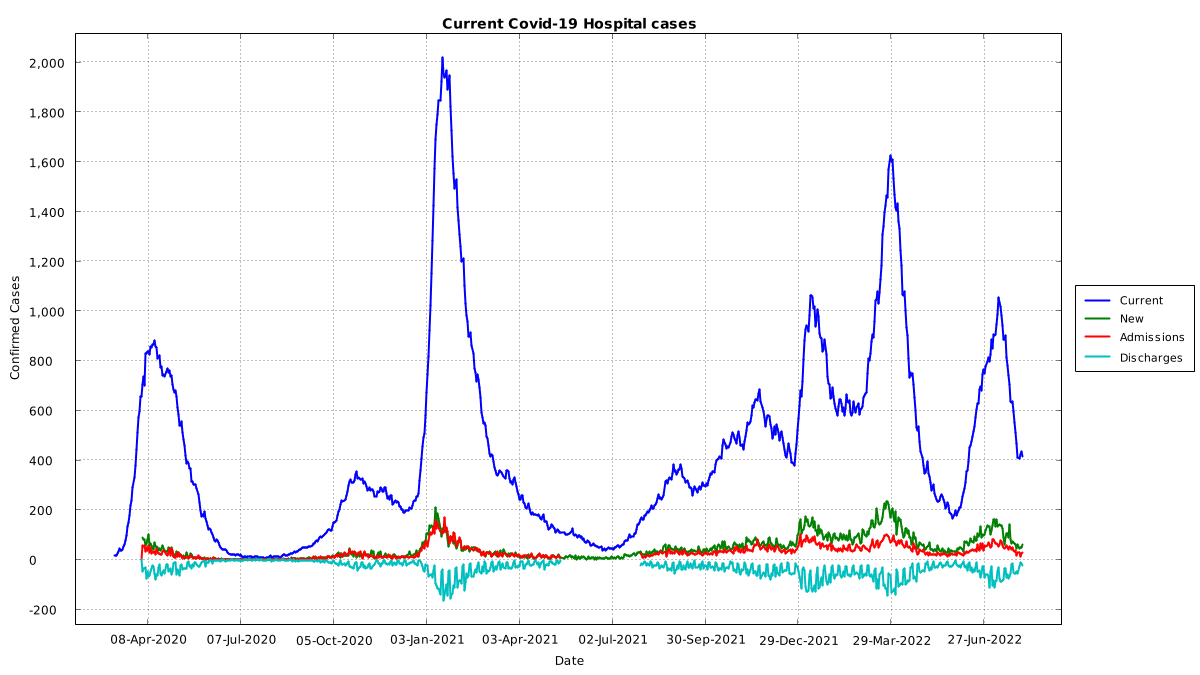 Current Covid-19 Hospital cases
2,000
1,800
1,600
1,400
1,200
1,000
800
600
400
200
0
-200
Confirmed Cases
08-Apr-2020 07-Jul-2020 05-Oct-2020 03-Jan-2021 03-Apr-2021 02-Jul-2021 30-Sep-2021 29-Dec-2021 29-Mar-2022 27-Jun-2022
Date
Current
New
Admissions
Discharges